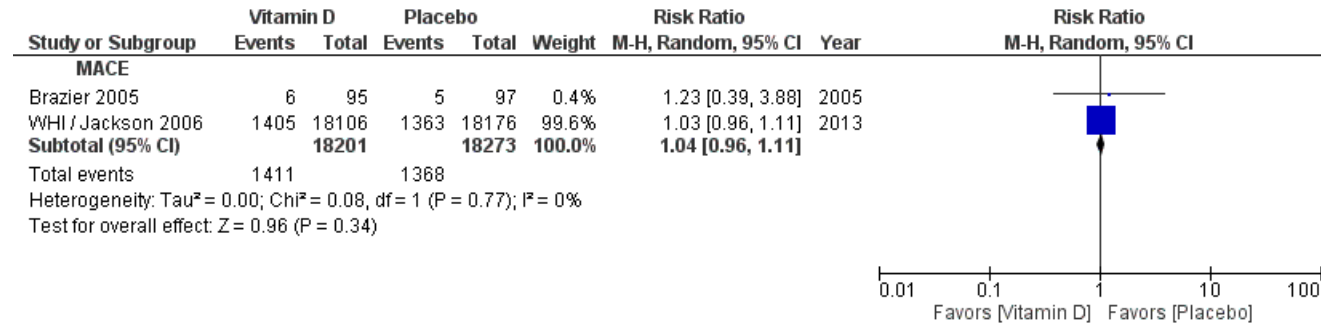 Vitamin D Placebo Risk Ratio Risk Ratio
Study or Subgroup Events Total Events Total Weight M-H, Random, 95% CI Year M-H, Random, 95% CI
MACE
Brazier 2005 6 95 5 97 0.4% 1.23 [0.39, 3.88] 2005
WHI / Jackson 2006 1405 18106 1363 18176 99.6% 1.03 [0.96, 1.11] 2013
Subtotal (95% CI) 18201 18273 100.0% 1.04 [0.96, 1.11]
Total events 1411 1368
Heterogeneity: Tau² = 0.00; Chi² = 0.08, df = 1 (P = 0.77); I² = 0%
Test for overall effect: Z = 0.96 (P = 0.34)
0.01 0.1 1 10 100
Favors [Vitamin D] Favors [Placebo]